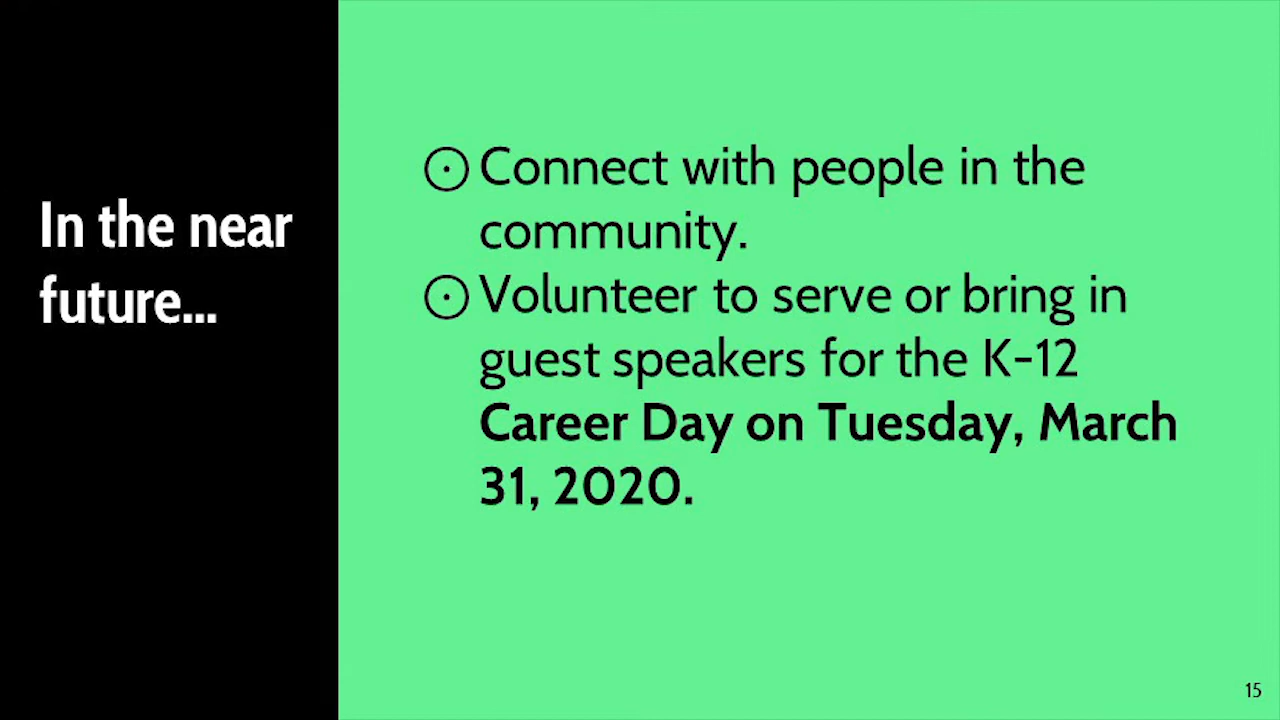 In the near
future...
⊙ Connect with people in the
community.
⊙ Volunteer to serve or bring in
guest speakers for the K-12
Career Day on Tuesday, March
31, 2020.
15